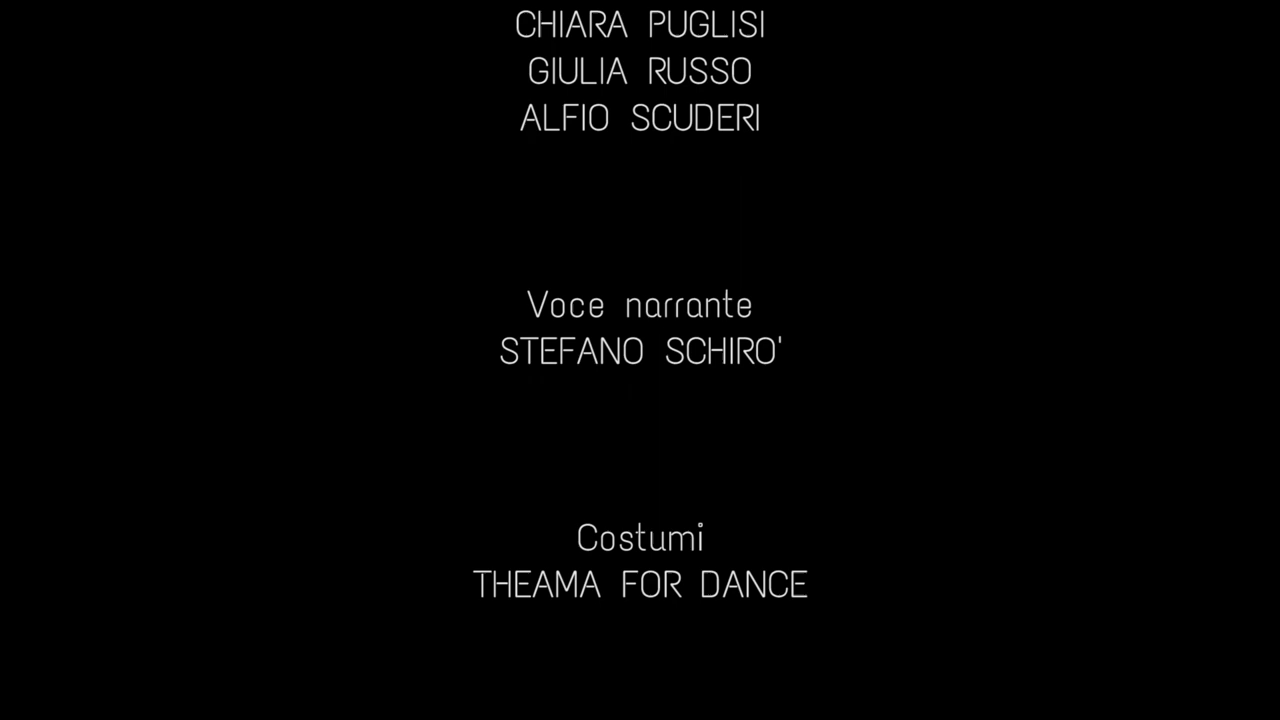 CHIARA PUGLISI
GIULIA RUSSO
ALFIO SCUDERI
Voce narrante
STEFANO SCHIRO'
Costumi
THEAMA FOR DANCE